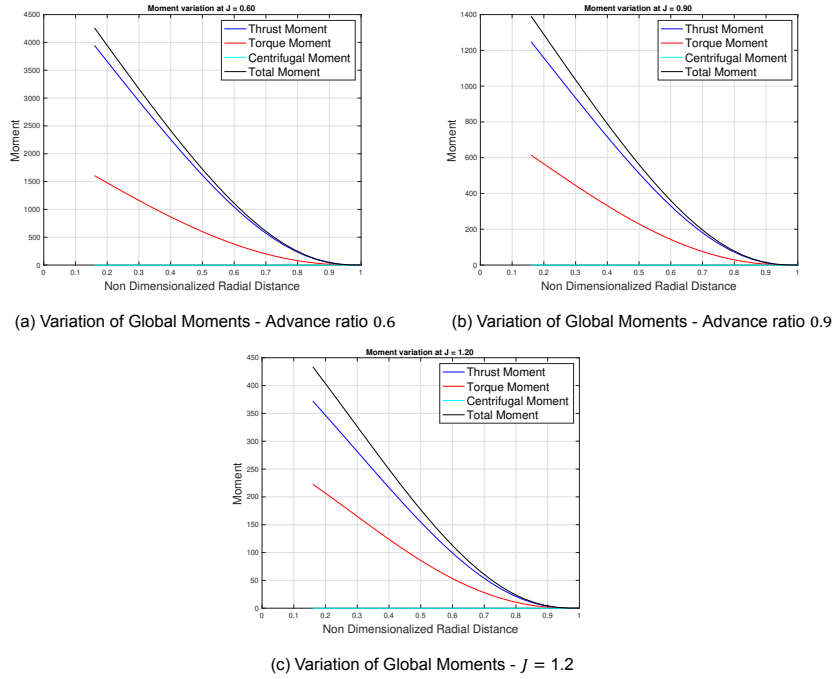 Moment variation at J = 0.60
4500
4000
3500
3000
2500
2000
1500
1000
500
0
Moment
Thrust Moment
Torque Moment
Centrifugal Moment
Total Moment
0 0.1 0.2 0.3 0.4 0.5 0.6 0.7 0.8 0.9 1
Non Dimensionalized Radial Distance
(a) Variation of Global Moments - Advance ratio 0.6
Moment variation at J = 0.90
1400
1200
1000
800
600
400
200
0
Moment
Thrust Moment
Torque Moment
Centrifugal Moment
Total Moment
0 0.1 0.2 0.3 0.4 0.5 0.6 0.7 0.8 0.9 1
Non Dimensionalized Radial Distance
(b) Variation of Global Moments - Advance ratio 0.9
Moment variation at J = 1.20
450
400
350
300
250
200
150
100
50
0
Moment
Thrust Moment
Torque Moment
Centrifugal Moment
Total Moment
0 0.1 0.2 0.3 0.4 0.5 0.6 0.7 0.8 0.9 1
Non Dimensionalized Radial Distance
(c) Variation of Global Moments - J = 1.2